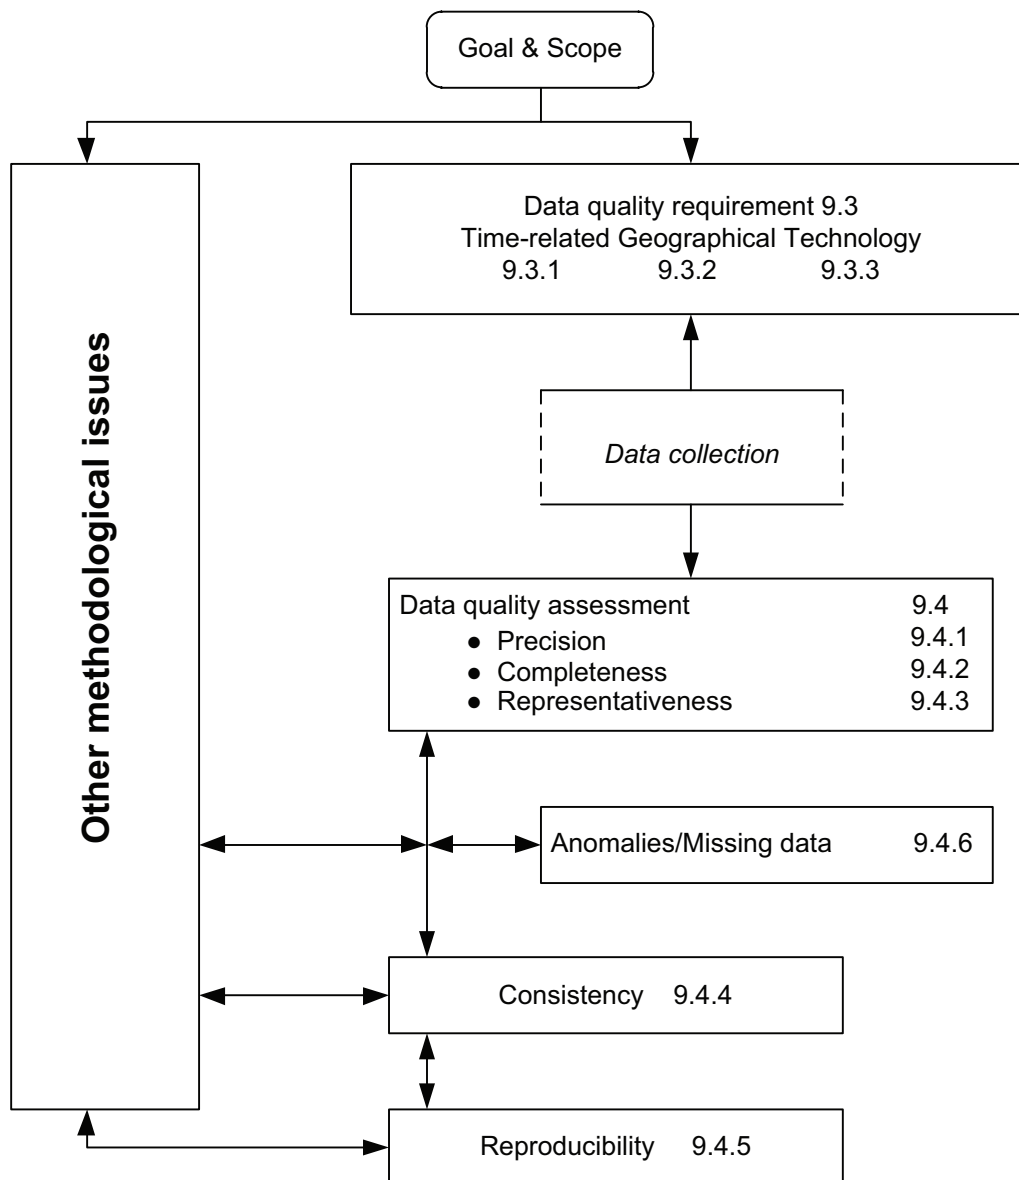 Goal & Scope
Other methodological issues
Data quality requirement 9.3
Time-related Geographical Technology
9.3.1 9.3.2 9.3.3
Data collection
Data quality assessment 9.4
● Precision 9.4.1
● Completeness 9.4.2
● Representativeness 9.4.3
Anomalies/Missing data 9.4.6
Consistency 9.4.4
Reproducibility 9.4.5